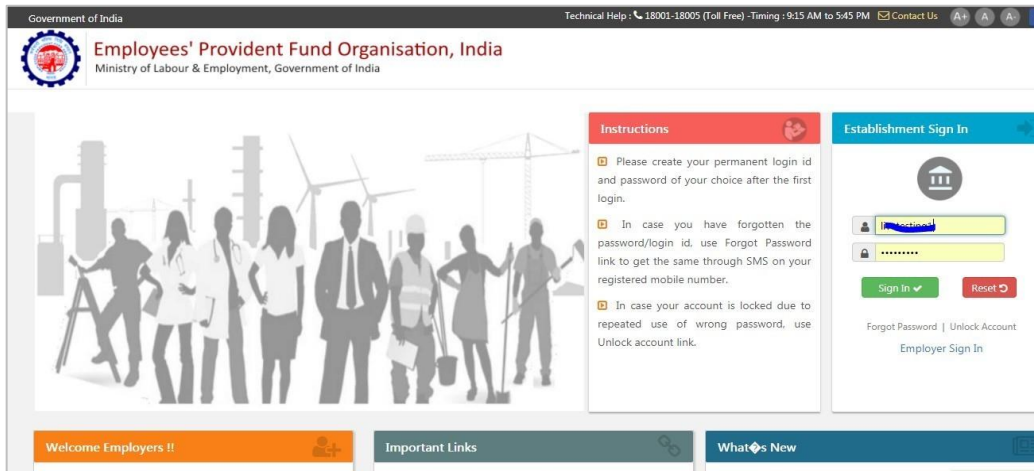 Government of India
Technical Help : 18001-18005 (Toll Free) -Timing : 9:15 AM to 5:45 PM Contact Us A+ A A-
Employees' Provident Fund Organisation, India
Ministry of Labour & Employment, Government of India
Instructions
Please create your permanent login id
and password of your choice after the first
login.
In case you have forgotten the
password/login id, use Forgot Password
link to get the same through SMS on your
registered mobile number.
In case your account is locked due to
repeated use of wrong password, use
Unlock account link.
Establishment Sign In
Sign In
Reset
Forgot Password | Unlock Account
Employer Sign In
Welcome Employers !!
Important Links
What�s New